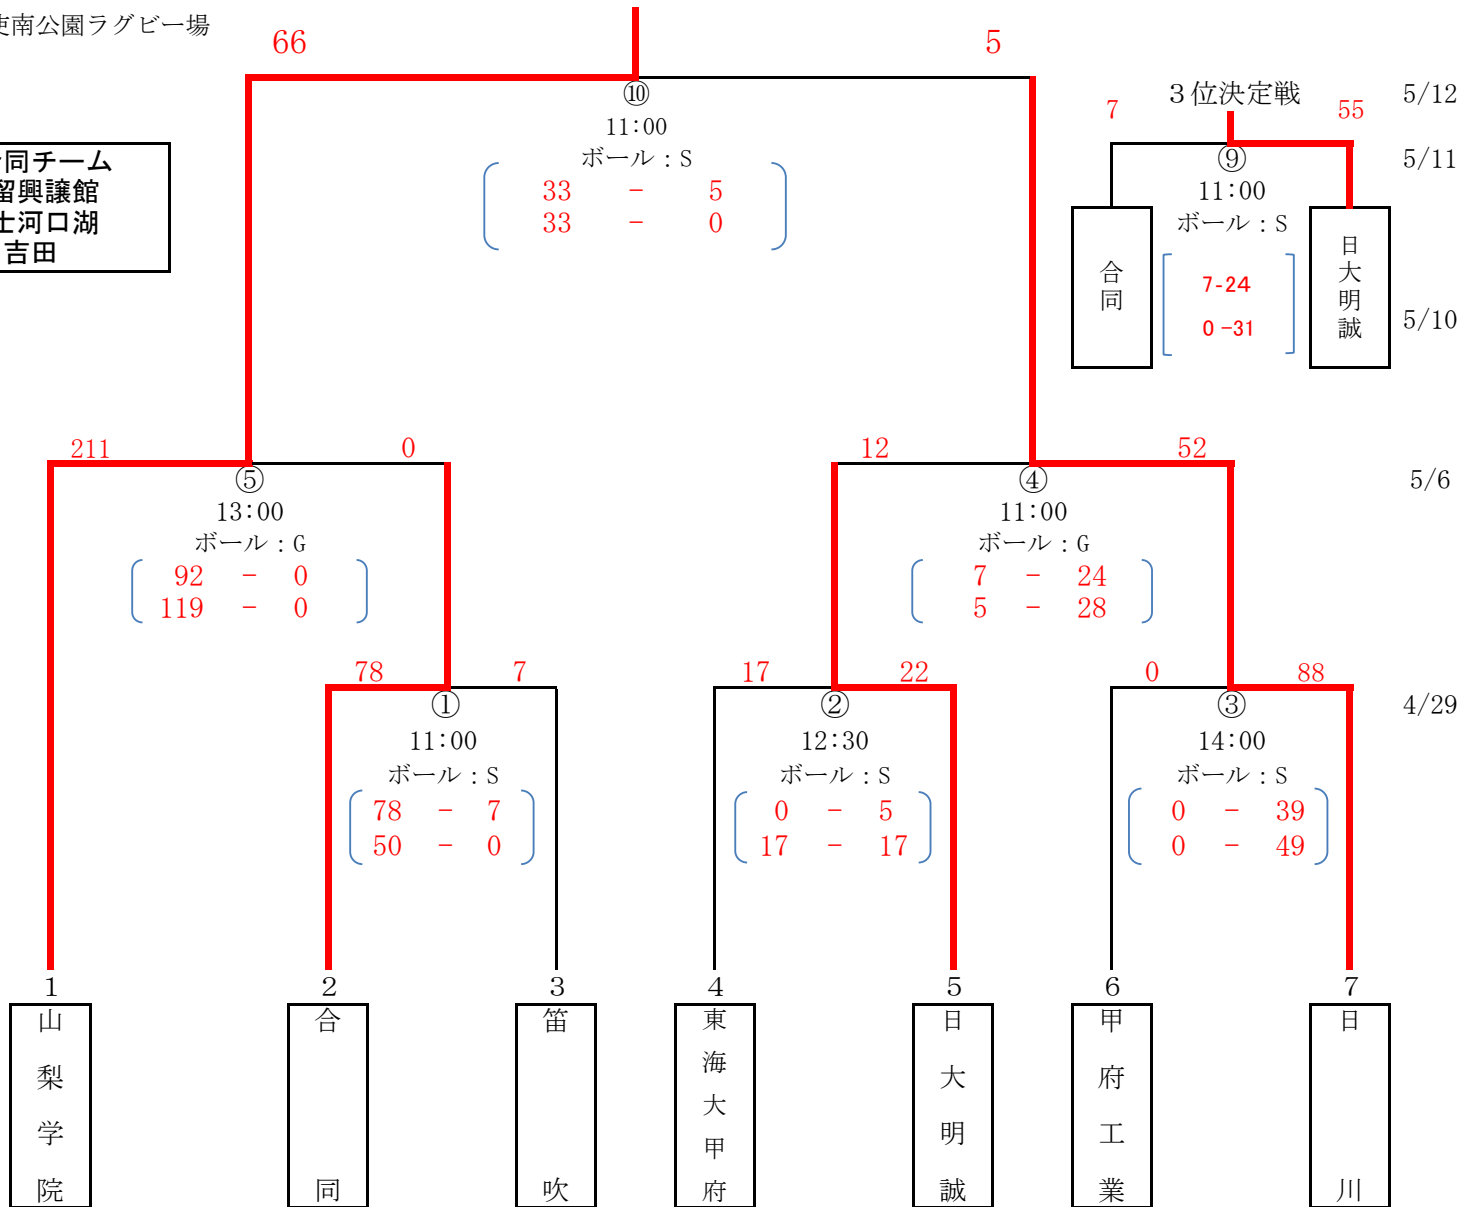 使南公園ラグビー場
66 5
⑩
11:00
ボール：S
33 － 5
33 － 0
３位決定戦
7 55
⑨
11:00
ボール：S
合同
日大明誠
7-24
0 −31
5/12
5/11
5/10
同チーム
留興譲館
士河口湖
吉田
211 0
⑤
13:00
ボール：G
92 － 0
119 － 0
12 52
④
11:00
ボール：G
7 － 24
5 － 28
5/6
78 7
①
11:00
ボール：S
78 － 7
50 － 0
17 22
②
12:30
ボール：S
0 － 5
17 － 17
0 88
③
14:00
ボール：S
0 － 39
0 － 49
4/29
1 2 3 4 5 6 7
山梨学院
合同
笛吹
東海大甲府
日大明誠
甲府工業
日川